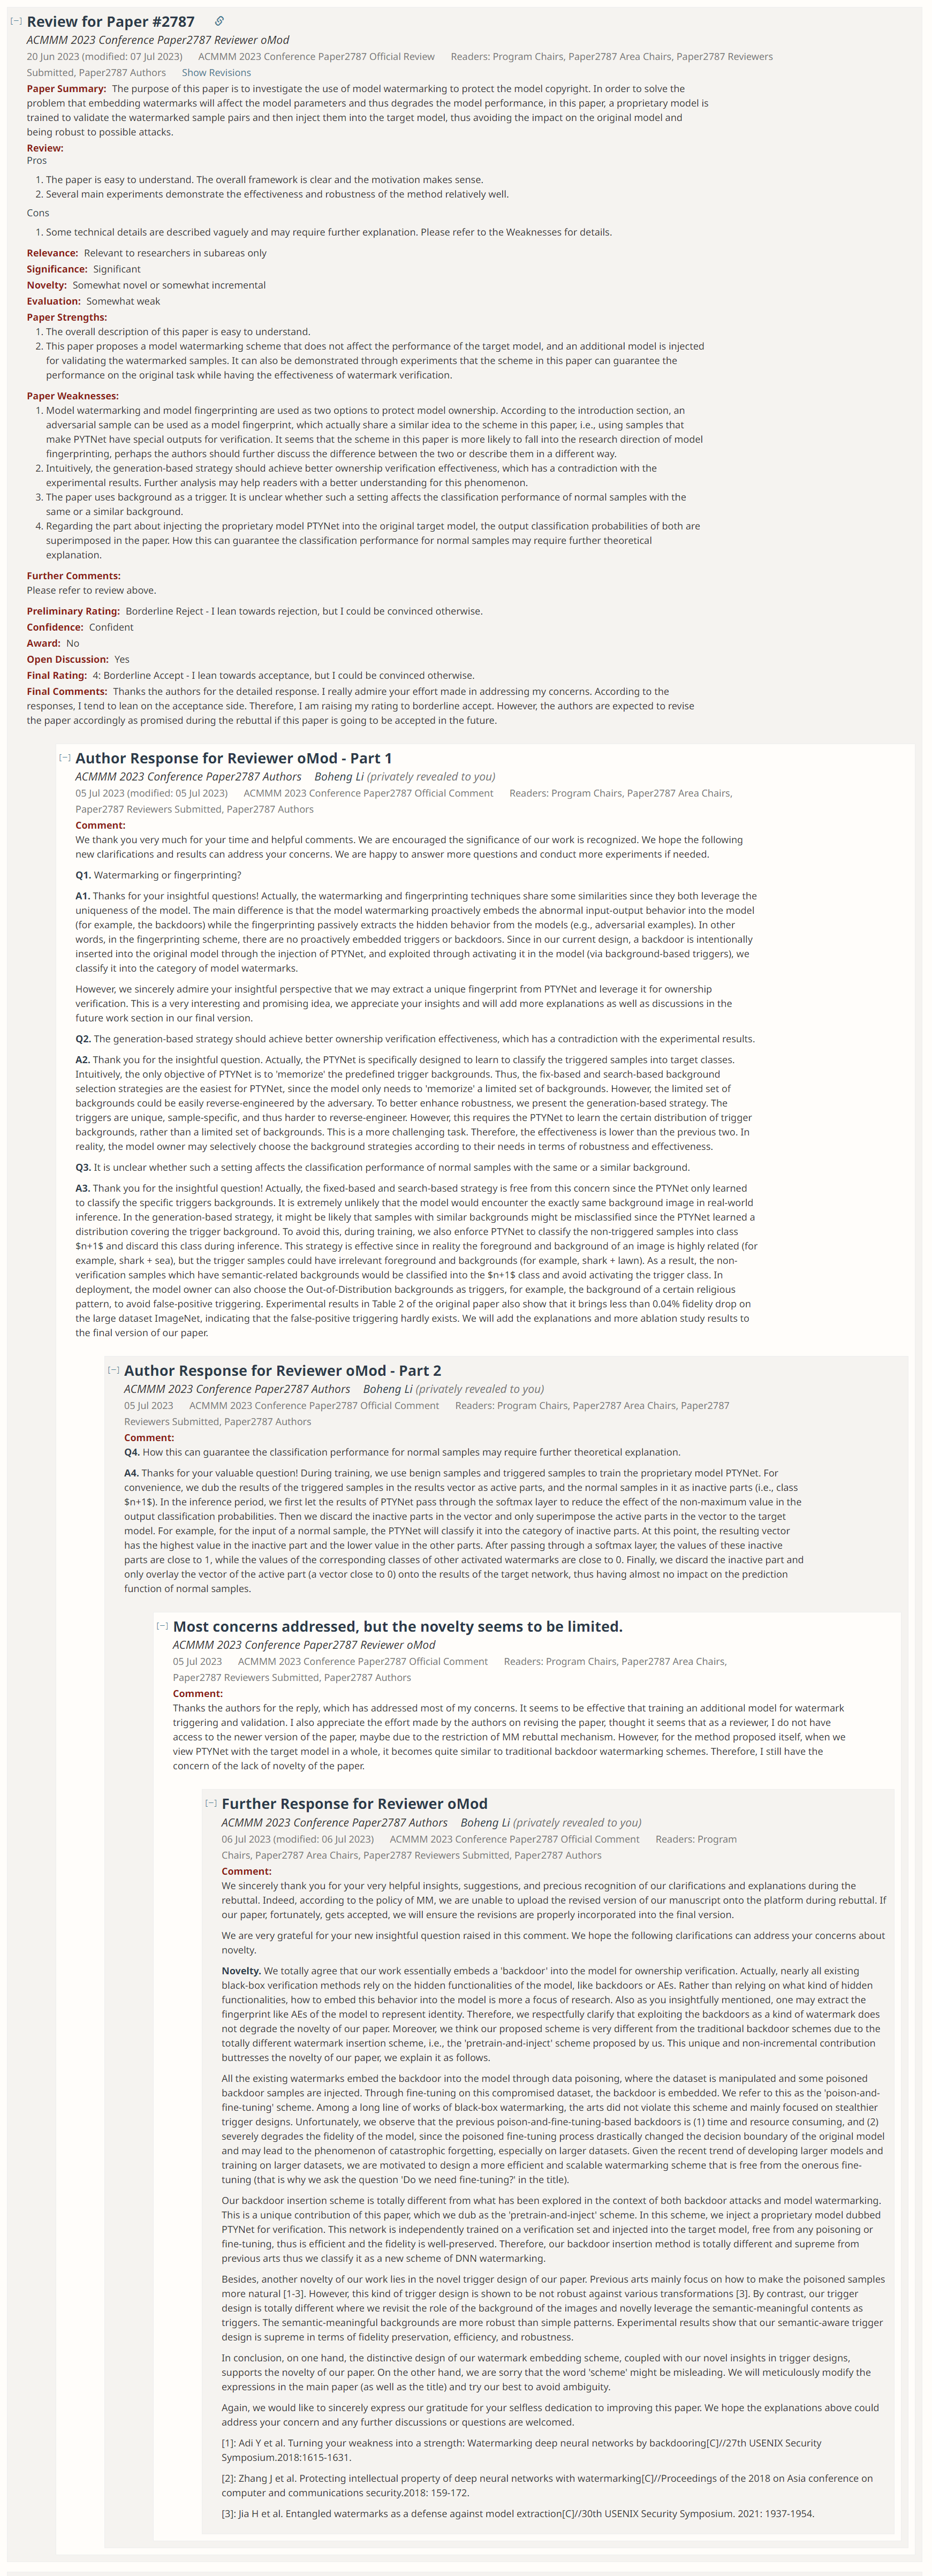 [–] Review for Paper #2787
ACMMM 2023 Conference Paper2787 Reviewer oMod
20 Jun 2023 (modified: 07 Jul 2023) ACMMM 2023 Conference Paper2787 Official Review Readers: Program Chairs, Paper2787 Area Chairs, Paper2787 Reviewers
Submitted, Paper2787 Authors Show Revisions
Paper Summary: The purpose of this paper is to investigate the use of model watermarking to protect the model copyright. In order to solve the
problem that embedding watermarks will affect the model parameters and thus degrades the model performance, in this paper, a proprietary model is
trained to validate the watermarked sample pairs and then inject them into the target model, thus avoiding the impact on the original model and
being robust to possible attacks.
Review:
Pros
1. The paper is easy to understand. The overall framework is clear and the motivation makes sense.
2. Several main experiments demonstrate the effectiveness and robustness of the method relatively well.
Cons
1. Some technical details are described vaguely and may require further explanation. Please refer to the Weaknesses for details.
Relevance: Relevant to researchers in subareas only
Significance: Significant
Novelty: Somewhat novel or somewhat incremental
Evaluation: Somewhat weak
Paper Strengths:
1. The overall description of this paper is easy to understand.
2. This paper proposes a model watermarking scheme that does not affect the performance of the target model, and an additional model is injected
for validating the watermarked samples. It can also be demonstrated through experiments that the scheme in this paper can guarantee the
performance on the original task while having the effectiveness of watermark verification.
Paper Weaknesses:
1. Model watermarking and model fingerprinting are used as two options to protect model ownership. According to the introduction section, an
adversarial sample can be used as a model fingerprint, which actually share a similar idea to the scheme in this paper, i.e., using samples that
make PYTNet have special outputs for verification. It seems that the scheme in this paper is more likely to fall into the research direction of model
fingerprinting, perhaps the authors should further discuss the difference between the two or describe them in a different way.
2. Intuitively, the generation-based strategy should achieve better ownership verification effectiveness, which has a contradiction with the
experimental results. Further analysis may help readers with a better understanding for this phenomenon.
3. The paper uses background as a trigger. It is unclear whether such a setting affects the classification performance of normal samples with the
same or a similar background.
4. Regarding the part about injecting the proprietary model PTYNet into the original target model, the output classification probabilities of both are
superimposed in the paper. How this can guarantee the classification performance for normal samples may require further theoretical
explanation.
Further Comments:
Please refer to review above.
Preliminary Rating: Borderline Reject - I lean towards rejection, but I could be convinced otherwise.
Confidence: Confident
Award: No
Open Discussion: Yes
Final Rating: 4: Borderline Accept - I lean towards acceptance, but I could be convinced otherwise.
Final Comments: Thanks the authors for the detailed response. I really admire your effort made in addressing my concerns. According to the
responses, I tend to lean on the acceptance side. Therefore, I am raising my rating to borderline accept. However, the authors are expected to revise
the paper accordingly as promised during the rebuttal if this paper is going to be accepted in the future.
[–] Author Response for Reviewer oMod - Part 1
ACMMM 2023 Conference Paper2787 Authors Boheng Li (privately revealed to you)
05 Jul 2023 (modified: 05 Jul 2023) ACMMM 2023 Conference Paper2787 Official Comment Readers: Program Chairs, Paper2787 Area Chairs,
Paper2787 Reviewers Submitted, Paper2787 Authors
Comment:
We thank you very much for your time and helpful comments. We are encouraged the significance of our work is recognized. We hope the following
new clarifications and results can address your concerns. We are happy to answer more questions and conduct more experiments if needed.
Q1. Watermarking or fingerprinting?
A1. Thanks for your insightful questions! Actually, the watermarking and fingerprinting techniques share some similarities since they both leverage the
uniqueness of the model. The main difference is that the model watermarking proactively embeds the abnormal input-output behavior into the model
(for example, the backdoors) while the fingerprinting passively extracts the hidden behavior from the models (e.g., adversarial examples). In other
words, in the fingerprinting scheme, there are no proactively embedded triggers or backdoors. Since in our current design, a backdoor is intentionally
inserted into the original model through the injection of PTYNet, and exploited through activating it in the model (via background-based triggers), we
classify it into the category of model watermarks.
However, we sincerely admire your insightful perspective that we may extract a unique fingerprint from PTYNet and leverage it for ownership
verification. This is a very interesting and promising idea, we appreciate your insights and will add more explanations as well as discussions in the
future work section in our final version.
Q2. The generation-based strategy should achieve better ownership verification effectiveness, which has a contradiction with the experimental results.
A2. Thank you for the insightful question. Actually, the PTYNet is specifically designed to learn to classify the triggered samples into target classes.
Intuitively, the only objective of PTYNet is to 'memorize' the predefined trigger backgrounds. Thus, the fix-based and search-based background
selection strategies are the easiest for PTYNet, since the model only needs to 'memorize' a limited set of backgrounds. However, the limited set of
backgrounds could be easily reverse-engineered by the adversary. To better enhance robustness, we present the generation-based strategy. The
triggers are unique, sample-specific, and thus harder to reverse-engineer. However, this requires the PTYNet to learn the certain distribution of trigger
backgrounds, rather than a limited set of backgrounds. This is a more challenging task. Therefore, the effectiveness is lower than the previous two. In
reality, the model owner may selectively choose the background strategies according to their needs in terms of robustness and effectiveness.
Q3. It is unclear whether such a setting affects the classification performance of normal samples with the same or a similar background.
A3. Thank you for the insightful question! Actually, the fixed-based and search-based strategy is free from this concern since the PTYNet only learned
to classify the specific triggers backgrounds. It is extremely unlikely that the model would encounter the exactly same background image in real-world
inference. In the generation-based strategy, it might be likely that samples with similar backgrounds might be misclassified since the PTYNet learned a
distribution covering the trigger background. To avoid this, during training, we also enforce PTYNet to classify the non-triggered samples into class
$n+1$ and discard this class during inference. This strategy is effective since in reality the foreground and background of an image is highly related (for
example, shark + sea), but the trigger samples could have irrelevant foreground and backgrounds (for example, shark + lawn). As a result, the non-
verification samples which have semantic-related backgrounds would be classified into the $n+1$ class and avoid activating the trigger class. In
deployment, the model owner can also choose the Out-of-Distribution backgrounds as triggers, for example, the background of a certain religious
pattern, to avoid false-positive triggering. Experimental results in Table 2 of the original paper also show that it brings less than 0.04% fidelity drop on
the large dataset ImageNet, indicating that the false-positive triggering hardly exists. We will add the explanations and more ablation study results to
the final version of our paper.
[–] Author Response for Reviewer oMod - Part 2
ACMMM 2023 Conference Paper2787 Authors Boheng Li (privately revealed to you)
05 Jul 2023 ACMMM 2023 Conference Paper2787 Official Comment Readers: Program Chairs, Paper2787 Area Chairs, Paper2787
Reviewers Submitted, Paper2787 Authors
Comment:
Q4. How this can guarantee the classification performance for normal samples may require further theoretical explanation.
A4. Thanks for your valuable question! During training, we use benign samples and triggered samples to train the proprietary model PTYNet. For
convenience, we dub the results of the triggered samples in the results vector as active parts, and the normal samples in it as inactive parts (i.e., class
$n+1$). In the inference period, we first let the results of PTYNet pass through the softmax layer to reduce the effect of the non-maximum value in the
output classification probabilities. Then we discard the inactive parts in the vector and only superimpose the active parts in the vector to the target
model. For example, for the input of a normal sample, the PTYNet will classify it into the category of inactive parts. At this point, the resulting vector
has the highest value in the inactive part and the lower value in the other parts. After passing through a softmax layer, the values of these inactive
parts are close to 1, while the values of the corresponding classes of other activated watermarks are close to 0. Finally, we discard the inactive part and
only overlay the vector of the active part (a vector close to 0) onto the results of the target network, thus having almost no impact on the prediction
function of normal samples.
[–] Most concerns addressed, but the novelty seems to be limited.
ACMMM 2023 Conference Paper2787 Reviewer oMod
05 Jul 2023 ACMMM 2023 Conference Paper2787 Official Comment Readers: Program Chairs, Paper2787 Area Chairs,
Paper2787 Reviewers Submitted, Paper2787 Authors
Comment:
Thanks the authors for the reply, which has addressed most of my concerns. It seems to be effective that training an additional model for watermark
triggering and validation. I also appreciate the effort made by the authors on revising the paper, thought it seems that as a reviewer, I do not have
access to the newer version of the paper, maybe due to the restriction of MM rebuttal mechanism. However, for the method proposed itself, when we
view PTYNet with the target model in a whole, it becomes quite similar to traditional backdoor watermarking schemes. Therefore, I still have the
concern of the lack of novelty of the paper.
[–] Further Response for Reviewer oMod
ACMMM 2023 Conference Paper2787 Authors Boheng Li (privately revealed to you)
06 Jul 2023 (modified: 06 Jul 2023) ACMMM 2023 Conference Paper2787 Official Comment Readers: Program
Chairs, Paper2787 Area Chairs, Paper2787 Reviewers Submitted, Paper2787 Authors
Comment:
We sincerely thank you for your very helpful insights, suggestions, and precious recognition of our clarifications and explanations during the
rebuttal. Indeed, according to the policy of MM, we are unable to upload the revised version of our manuscript onto the platform during rebuttal. If
our paper, fortunately, gets accepted, we will ensure the revisions are properly incorporated into the final version.
We are very grateful for your new insightful question raised in this comment. We hope the following clarifications can address your concerns about
novelty.
Novelty. We totally agree that our work essentially embeds a 'backdoor' into the model for ownership verification. Actually, nearly all existing
black-box verification methods rely on the hidden functionalities of the model, like backdoors or AEs. Rather than relying on what kind of hidden
functionalities, how to embed this behavior into the model is more a focus of research. Also as you insightfully mentioned, one may extract the
fingerprint like AEs of the model to represent identity. Therefore, we respectfully clarify that exploiting the backdoors as a kind of watermark does
not degrade the novelty of our paper. Moreover, we think our proposed scheme is very different from the traditional backdoor schemes due to the
totally different watermark insertion scheme, i.e., the 'pretrain-and-inject' scheme proposed by us. This unique and non-incremental contribution
buttresses the novelty of our paper, we explain it as follows.
All the existing watermarks embed the backdoor into the model through data poisoning, where the dataset is manipulated and some poisoned
backdoor samples are injected. Through fine-tuning on this compromised dataset, the backdoor is embedded. We refer to this as the 'poison-and-
fine-tuning' scheme. Among a long line of works of black-box watermarking, the arts did not violate this scheme and mainly focused on stealthier
trigger designs. Unfortunately, we observe that the previous poison-and-fine-tuning-based backdoors is (1) time and resource consuming, and (2)
severely degrades the fidelity of the model, since the poisoned fine-tuning process drastically changed the decision boundary of the original model
and may lead to the phenomenon of catastrophic forgetting, especially on larger datasets. Given the recent trend of developing larger models and
training on larger datasets, we are motivated to design a more efficient and scalable watermarking scheme that is free from the onerous fine-
tuning (that is why we ask the question 'Do we need fine-tuning?' in the title).
Our backdoor insertion scheme is totally different from what has been explored in the context of both backdoor attacks and model watermarking.
This is a unique contribution of this paper, which we dub as the 'pretrain-and-inject' scheme. In this scheme, we inject a proprietary model dubbed
PTYNet for verification. This network is independently trained on a verification set and injected into the target model, free from any poisoning or
fine-tuning, thus is efficient and the fidelity is well-preserved. Therefore, our backdoor insertion method is totally different and supreme from
previous arts thus we classify it as a new scheme of DNN watermarking.
Besides, another novelty of our work lies in the novel trigger design of our paper. Previous arts mainly focus on how to make the poisoned samples
more natural [1-3]. However, this kind of trigger design is shown to be not robust against various transformations [3]. By contrast, our trigger
design is totally different where we revisit the role of the background of the images and novelly leverage the semantic-meaningful contents as
triggers. The semantic-meaningful backgrounds are more robust than simple patterns. Experimental results show that our semantic-aware trigger
design is supreme in terms of fidelity preservation, efficiency, and robustness.
In conclusion, on one hand, the distinctive design of our watermark embedding scheme, coupled with our novel insights in trigger designs,
supports the novelty of our paper. On the other hand, we are sorry that the word 'scheme' might be misleading. We will meticulously modify the
expressions in the main paper (as well as the title) and try our best to avoid ambiguity.
Again, we would like to sincerely express our gratitude for your selfless dedication to improving this paper. We hope the explanations above could
address your concern and any further discussions or questions are welcomed.
[1]: Adi Y et al. Turning your weakness into a strength: Watermarking deep neural networks by backdooring[C]//27th USENIX Security
Symposium.2018:1615-1631.
[2]: Zhang J et al. Protecting intellectual property of deep neural networks with watermarking[C]//Proceedings of the 2018 on Asia conference on
computer and communications security.2018: 159-172.
[3]: Jia H et al. Entangled watermarks as a defense against model extraction[C]//30th USENIX Security Symposium. 2021: 1937-1954.